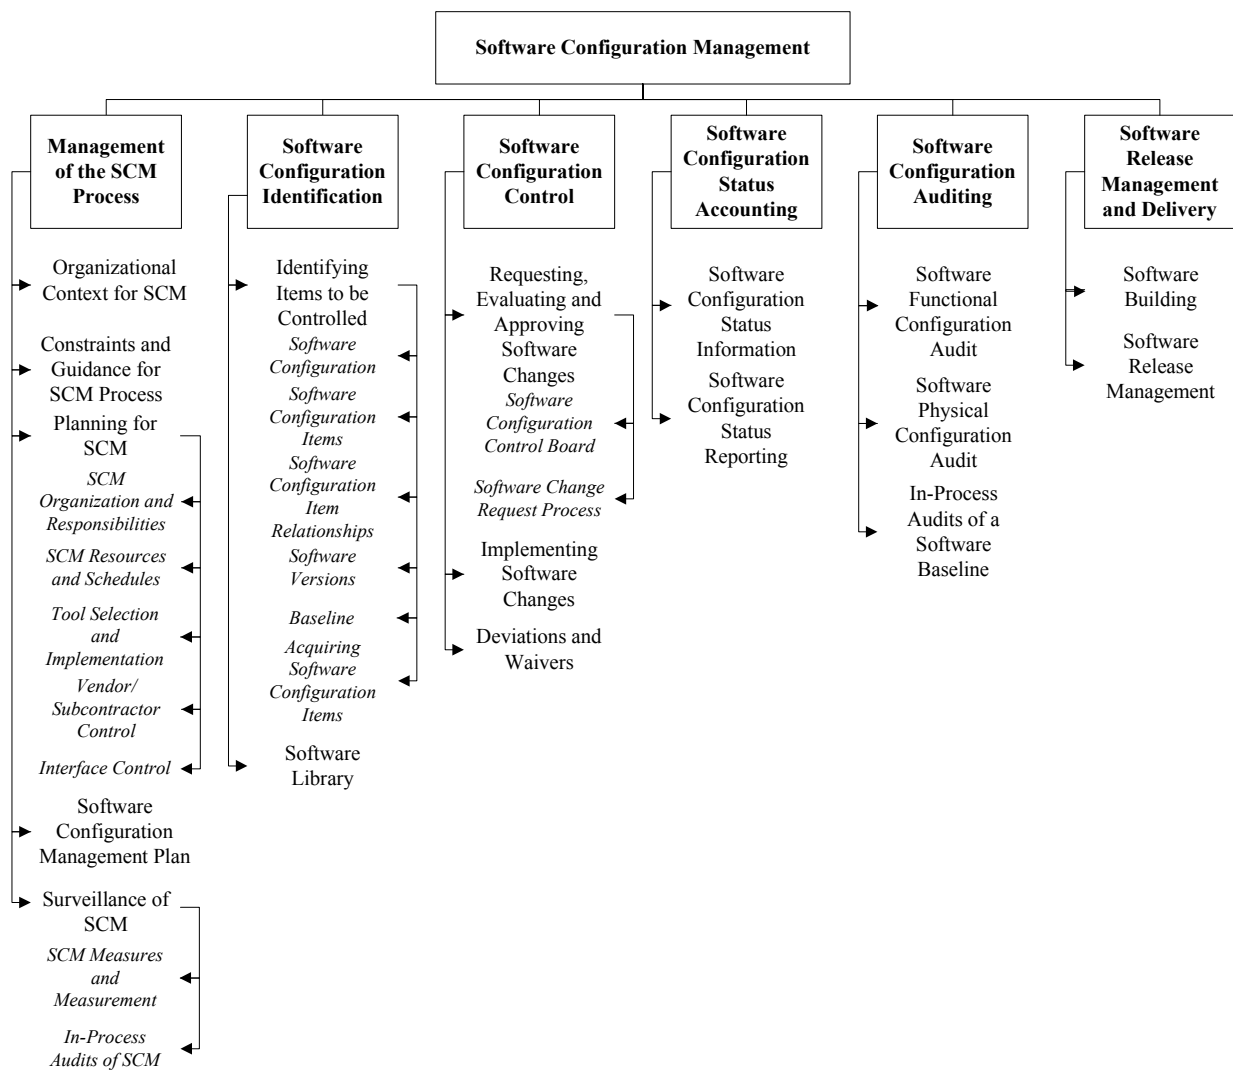 Software Configuration Management
Management
of the SCM
Process
Organizational
Context for SCM
Constraints and
Guidance for
SCM Process
Planning for
SCM
SCM
Organization and
Responsibilities
SCM Resources
and Schedules
Tool Selection
and
Implementation
Vendor/
Subcontractor
Control
Interface Control
Software
Configuration
Management Plan
Surveillance of
SCM
SCM Measures
and
Measurement
In-Process
Audits of SCM
Software
Configuration
Identification
Identifying
Items to be
Controlled
Software
Configuration
Software
Configuration
Items
Software
Configuration
Item
Relationships
Software
Versions
Baseline
Acquiring
Software
Configuration
Items
Software
Library
Software
Configuration
Control
Requesting,
Evaluating and
Approving
Software
Changes
Software
Configuration
Control Board
Software Change
Request Process
Implementing
Software
Changes
Deviations and
Waivers
Software
Configuration
Status
Accounting
Software
Configuration
Status
Information
Software
Configuration
Status
Reporting
Software
Configuration
Auditing
Software
Functional
Configuration
Audit
Software
Physical
Configuration
Audit
In-Process
Audits of a
Software
Baseline
Software
Release
Management
and Delivery
Software
Building
Software
Release
Management